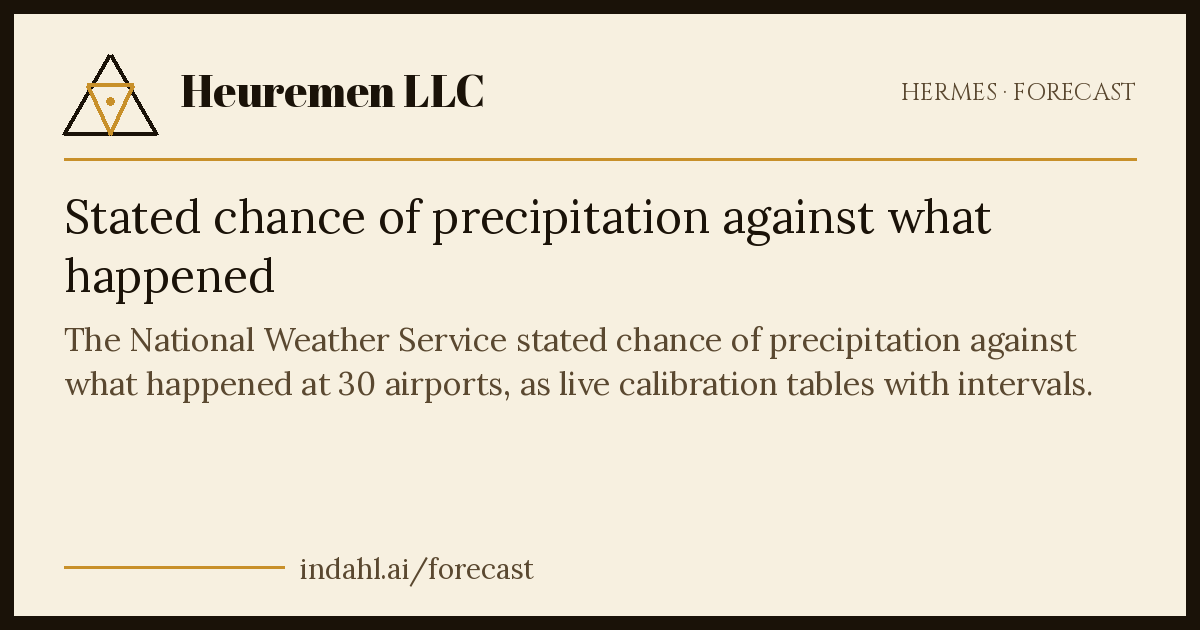 Heuremen LLC
HERMES · FORECAST
Stated chance of precipitation against what
happened
The National Weather Service stated chance of precipitation against
what happened at 30 airports, as live calibration tables with intervals.
indahl.ai/forecast